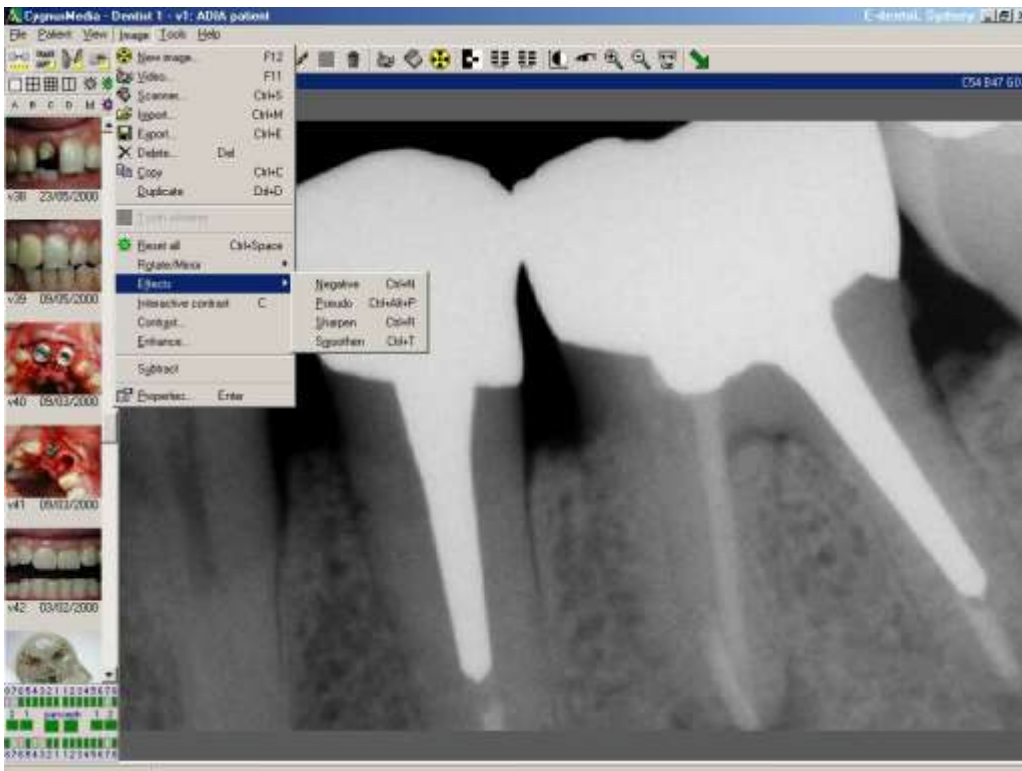 CygnusMedia - Dentist 1 - v1: ADIA patient
E-dental, Sydney
File Patient View Image Tools Help
New image... F12
Video... F11
Scanner... Ctrl+S
Import... Ctrl+M
Export... Ctrl+E
Delete... Del
Copy Ctrl+C
Duplicate Ctrl+D
Reset all Ctrl+Space
Rotate/Mirror
Effects
Interactive contrast C
Contrast...
Enhance...
Subtract
Properties... Enter
Negative Ctrl+N
Pseudo Ctrl+Alt+P
Sharpen Ctrl+R
Smoothen Ctrl+T
A B C D M
v38 23/05/2000
v39 09/05/2000
v40 09/03/2000
v41 09/03/2000
v42 03/02/2000